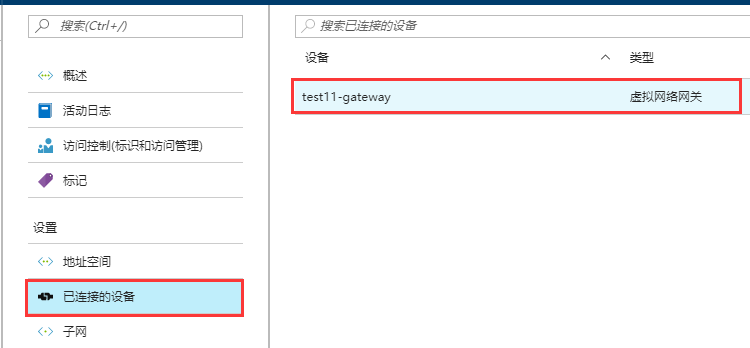 搜索(Ctrl+/)
概述
活动日志
访问控制(标识和访问管理)
标记
设置
地址空间
已连接的设备
子网
搜索已连接的设备
设备 类型
test11-gateway 虚拟网络网关